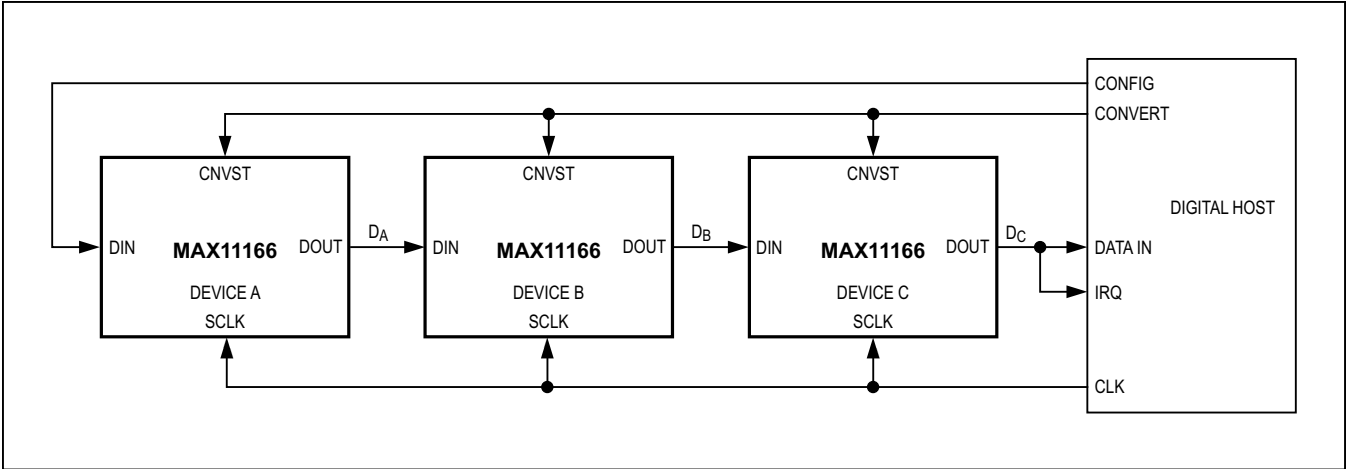 CONFIG
CONVERT
CNVST
CNVST
CNVST
DIGITAL HOST
DIN
MAX11166
DOUT
DA
DIN
MAX11166
DOUT
DB
DIN
MAX11166
DOUT
DC
DATA IN
DEVICE A
DEVICE B
DEVICE C
IRQ
SCLK
SCLK
SCLK
CLK